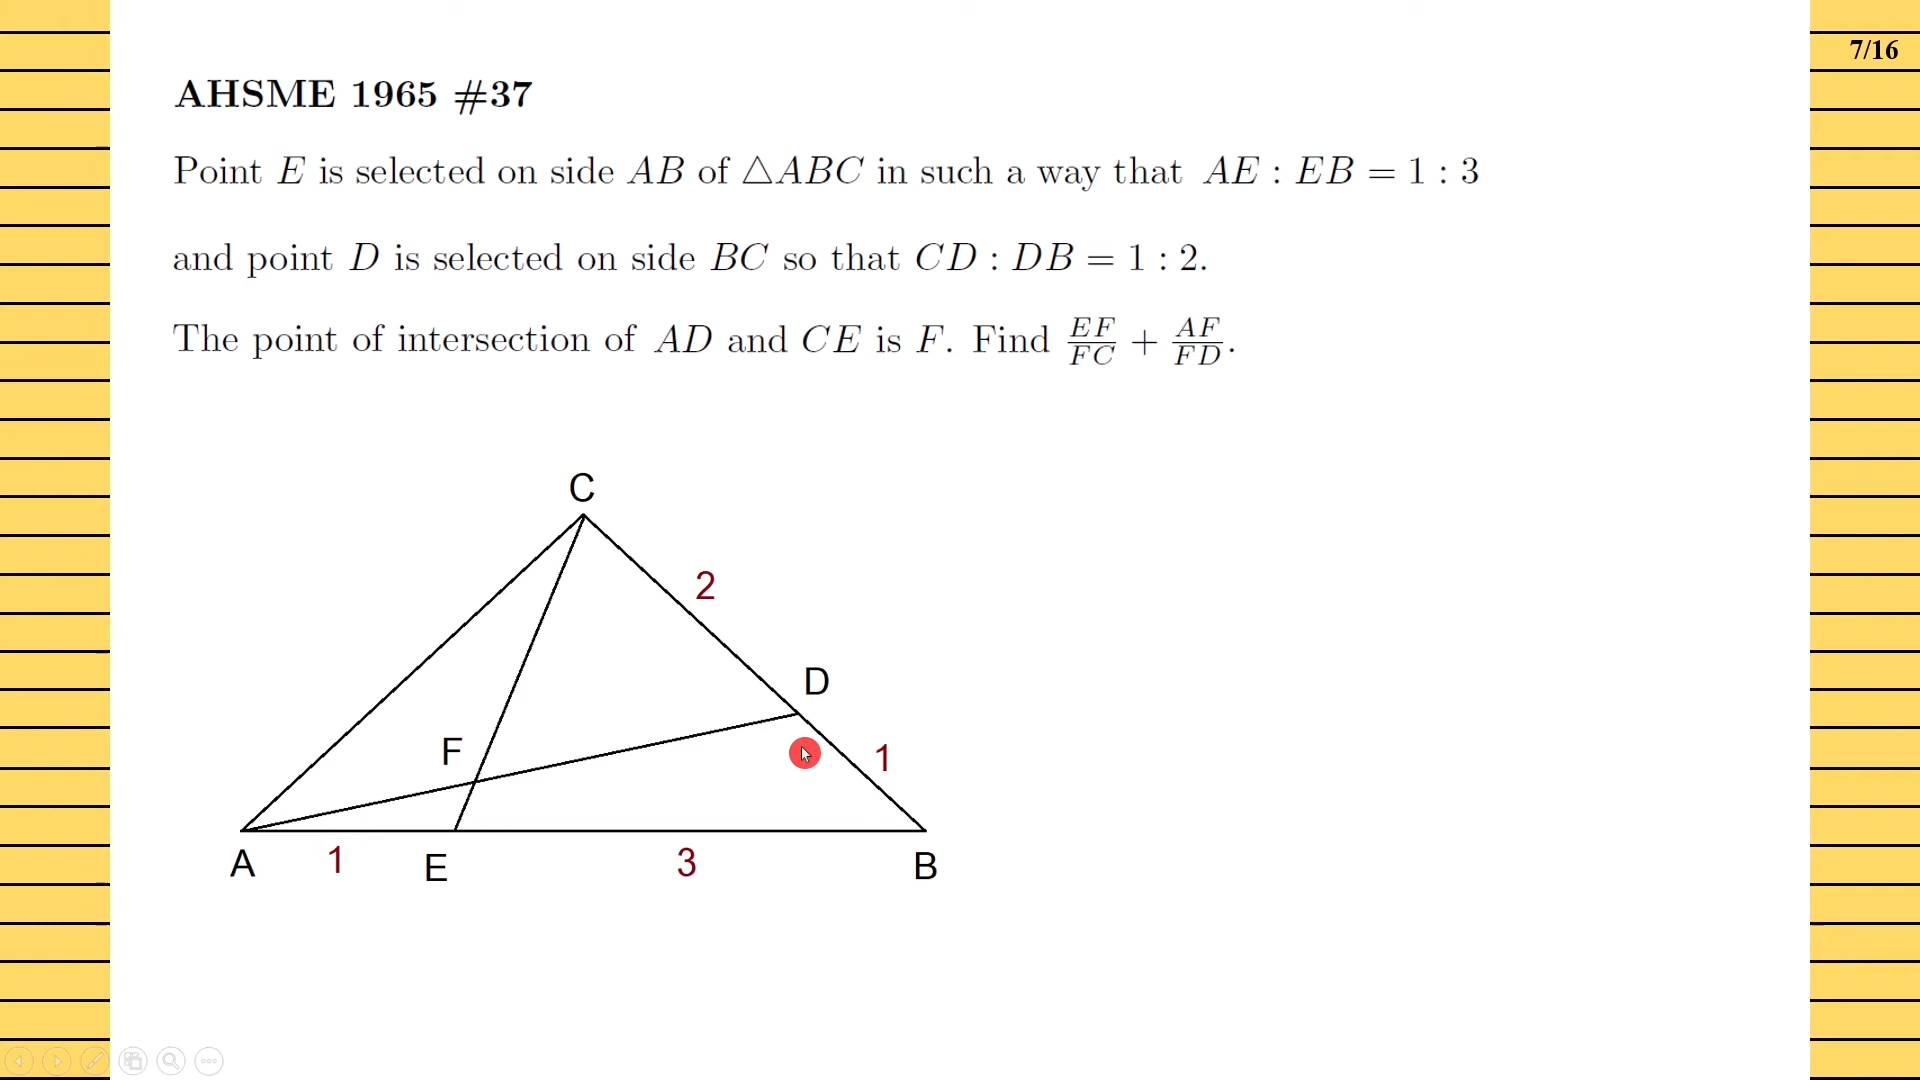 7/16
AHSME 1965 #37
Point E is selected on side AB of △ABC in such a way that AE : EB = 1 : 3
and point D is selected on side BC so that CD : DB = 1 : 2.
The point of intersection of AD and CE is F. Find \frac{EF}{FC} + \frac{AF}{FD}.
C
2
D
F
1
A
1
E
3
B